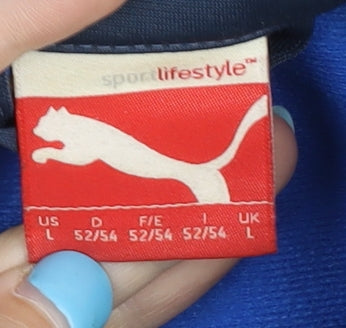 sportlifestyle™
US D F/E I UK
L 52/54 52/54 52/54 L